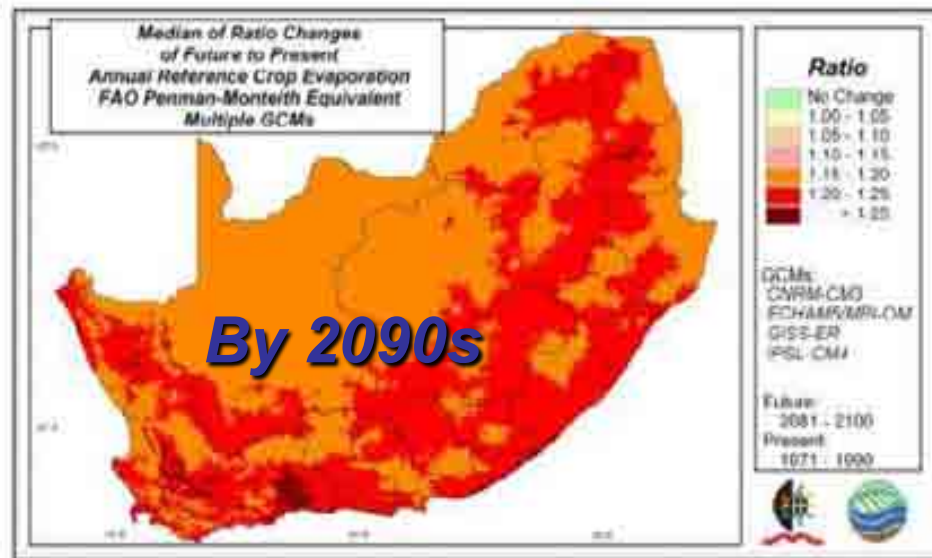 Median of Ratio Changes
of Future to Present
Annual Reference Crop Evaporation
FAO Penman-Monteith Equivalent
Multiple GCMs
Ratio
No Change
1.00 - 1.05
1.05 - 1.10
1.10 - 1.15
1.15 - 1.20
1.20 - 1.25
> 1.25
By 2090s
GCMs:
CNRM-CM3
ECHAM5/MPI-OM
GISS-ER
IPSL-CM4
Future:
2081 - 2100
Present:
1971 - 1990